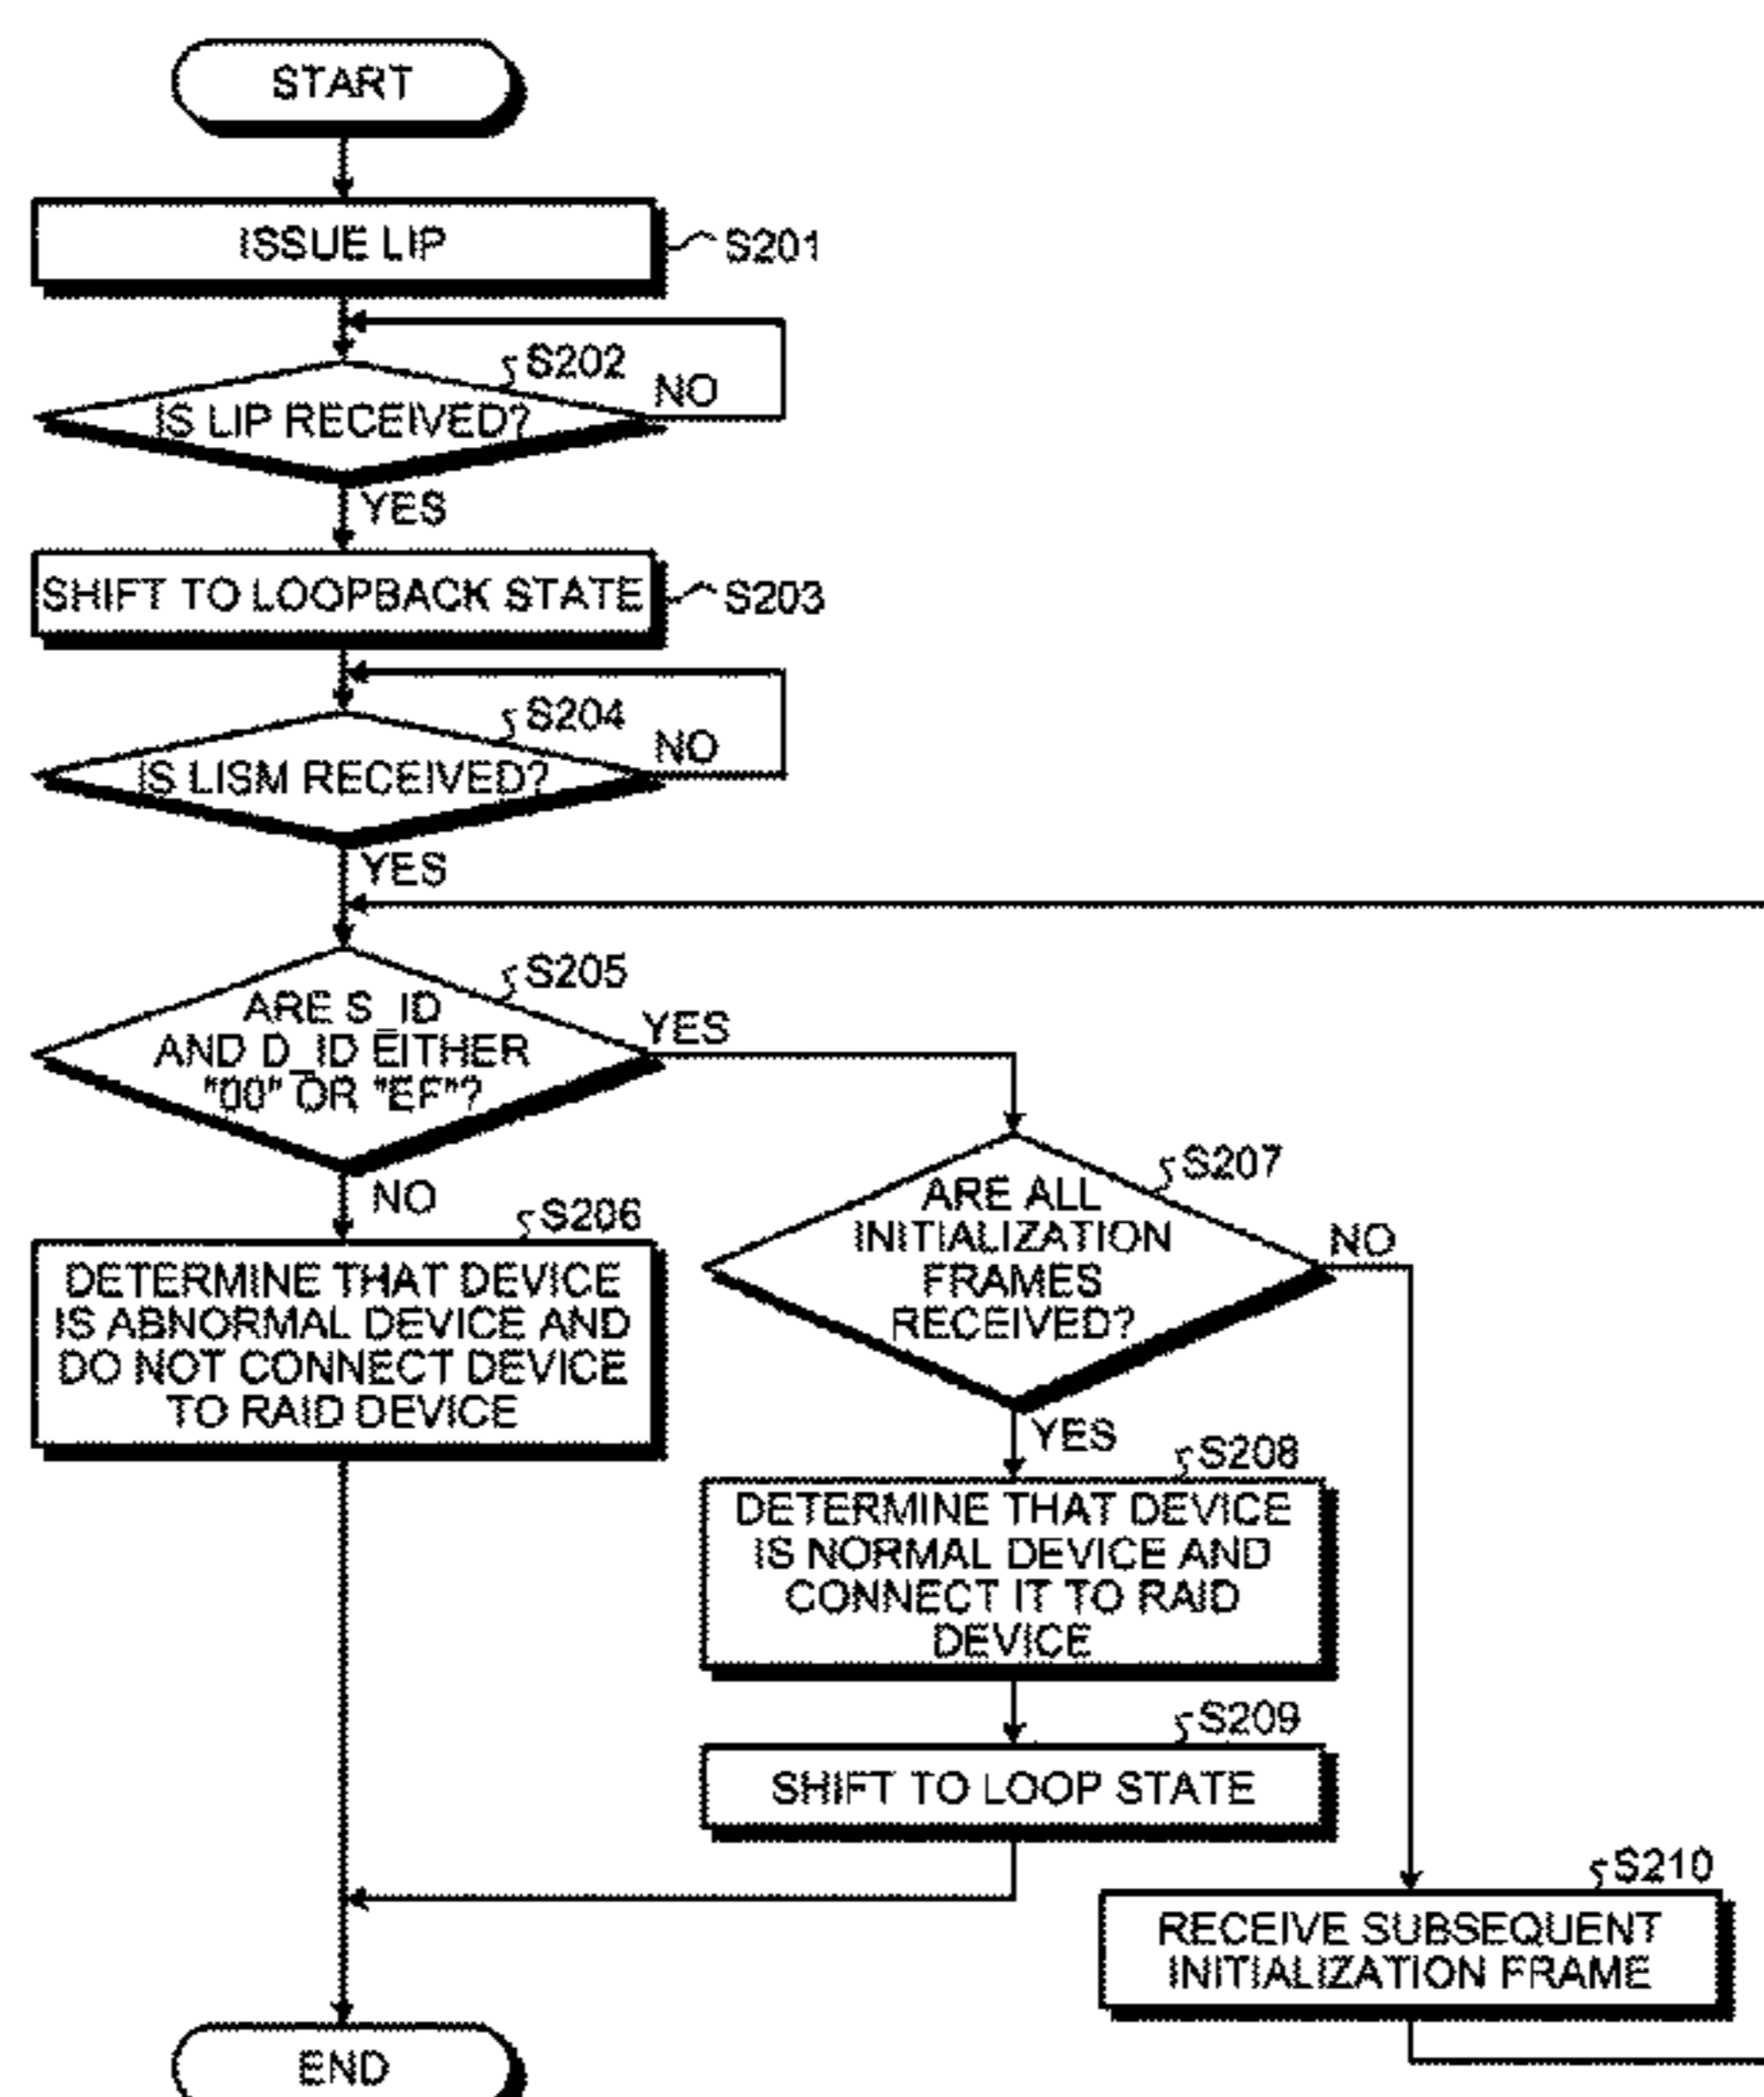 START
ISSUE LIP
S201
S202
NO
IS LIP RECEIVED?
YES
SHIFT TO LOOPBACK STATE
S203
S204
NO
IS LISM RECEIVED?
YES
S205
ARE S_ID
AND D_ID EITHER
"00" OR "EF"?
YES
NO
S206
DETERMINE THAT DEVICE
IS ABNORMAL DEVICE AND
DO NOT CONNECT DEVICE
TO RAID DEVICE
S207
ARE ALL
INITIALIZATION
FRAMES
RECEIVED?
NO
YES
S208
DETERMINE THAT DEVICE
IS NORMAL DEVICE AND
CONNECT IT TO RAID
DEVICE
S209
SHIFT TO LOOP STATE
S210
RECEIVE SUBSEQUENT
INITIALIZATION FRAME
END